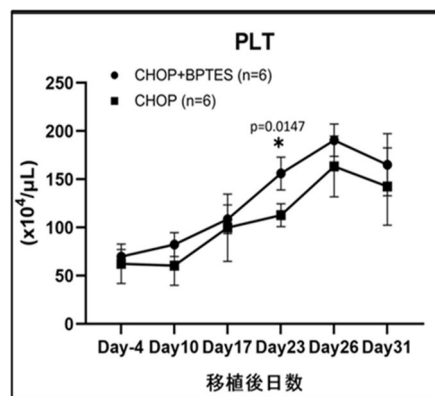 PLT
CHOP+BPTES (n=6)
CHOP (n=6)
p=0.0147
*
250
200
150
100
50
0
(x10⁴/μL)
Day-4 Day10 Day17 Day23 Day26 Day31
移植後日数